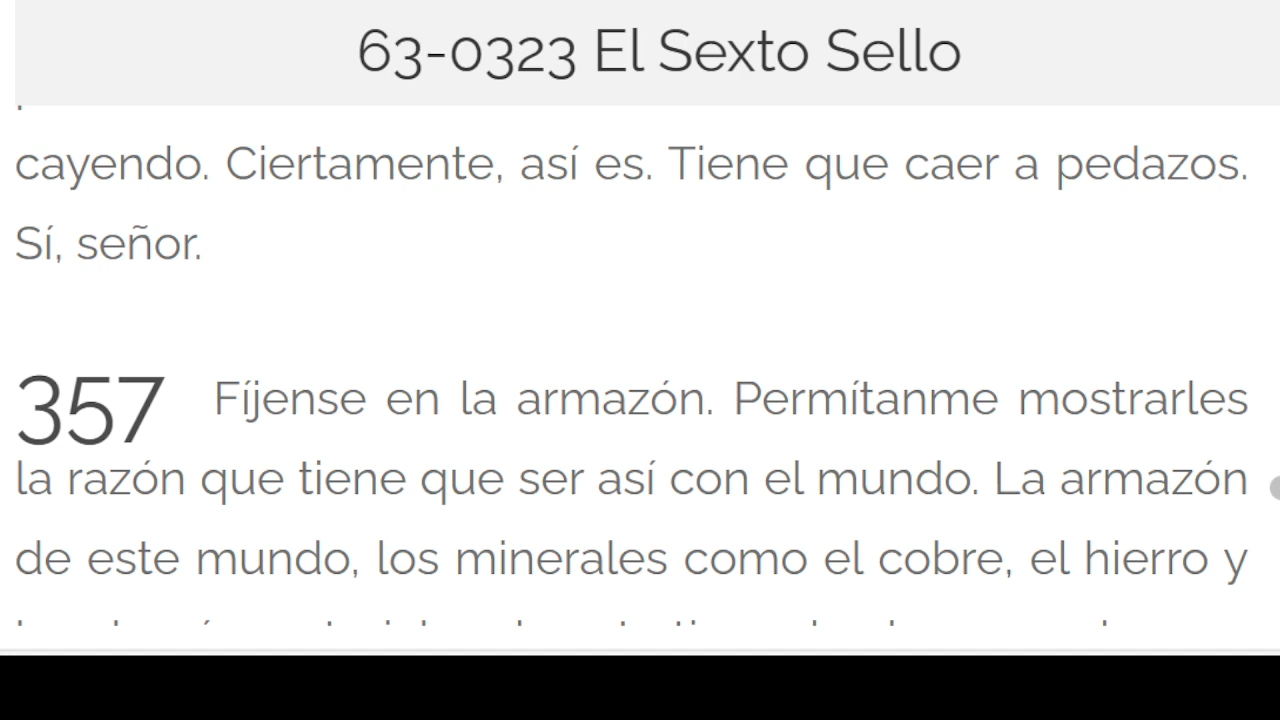 63-0323 El Sexto Sello
cayendo. Ciertamente, así es. Tiene que caer a pedazos.
Sí, señor.
357 Fíjense en la armazón. Permítanme mostrarles
la razón que tiene que ser así con el mundo. La armazón
de este mundo, los minerales como el cobre, el hierro y